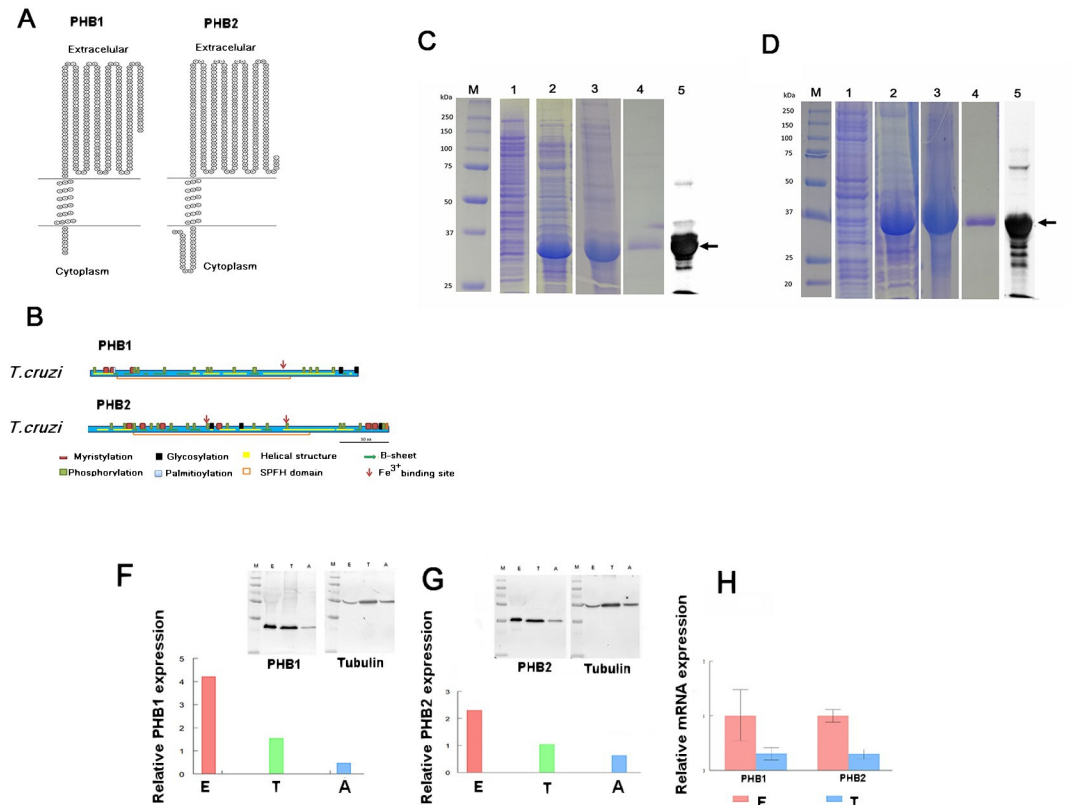 A
PHB1
PHB2
Extracelular
Extracelular
Cytoplasm
Cytoplasm
B
PHB1
T.cruzi
PHB2
T.cruzi
50 aa
Myristylation
Glycosylation
Helical structure
B-sheet
Phosphorylation
Palmitioylation
SPFH domain
Fe3+ binding site
C
M 1 2 3 4 5
kDa
250
150
100
75
50
37
25
D
M 1 2 3 4 5
kDa
250
150
100
75
50
37
25
20
F
M E T A
M E T A
PHB1
Tubulin
Relative PHB1 expression
5
4
3
2
1
0
E T A
G
M E T A
M E T A
PHB2
Tubulin
Relative PHB2 expression
3
2
1
0
E T A
H
Relative mRNA expression
PHB1
PHB2
E T